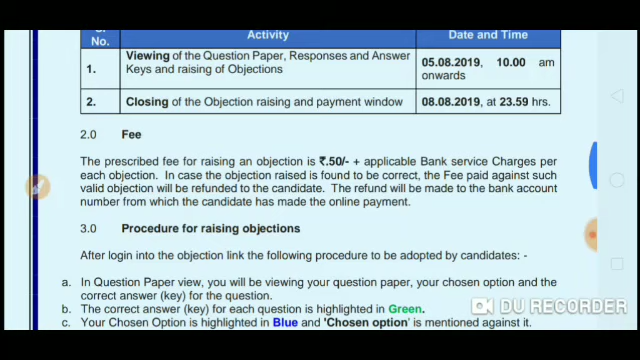 No.
Activity
Date and Time
1.
Viewing of the Question Paper, Responses and Answer
Keys and raising of Objections
05.08.2019, 10.00 am
onwards
2.
Closing of the Objection raising and payment window
08.08.2019 at 23.59 hrs.
2.0 Fee
The prescribed fee for raising an objection is ₹.50/- + applicable Bank service Charges per
each objection. In case the objection raised is found to be correct, the Fee paid against such
valid objection will be refunded to the candidate. The refund will be made to the bank account
number from which the candidate has made the online payment.
3.0 Procedure for raising objections
After login into the objection link the following procedure to be adopted by candidates: -
a. In Question Paper view, you will be viewing your question paper, your chosen option and the
correct answer (key) for the question.
b. The correct answer (key) for each question is highlighted in Green.
c. Your Chosen Option is highlighted in Blue and 'Chosen option' is mentioned against it.
DU RECORDER